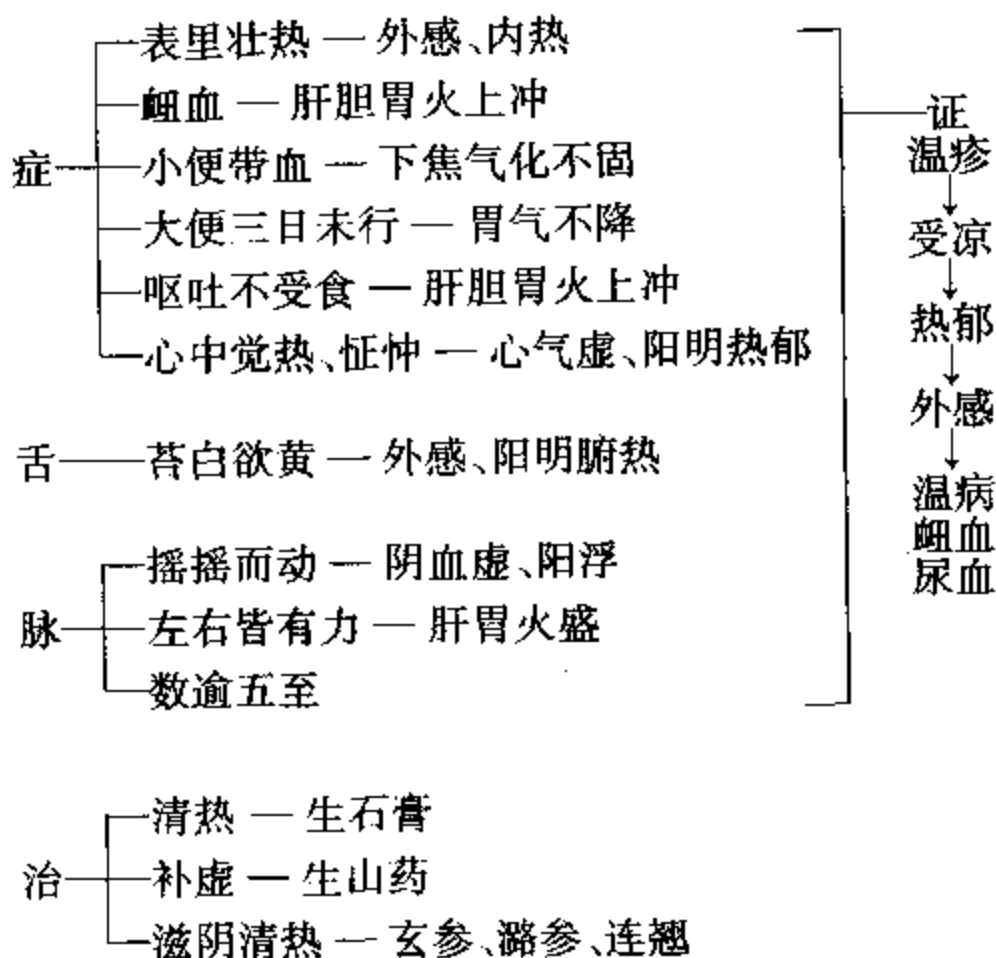 表里壮热 — 外感、内热
衄血 — 肝胆胃火上冲
小便带血 — 下焦气化不固
大便三日未行 — 胃气不降
呕吐不受食 — 肝胆胃火上冲
心中觉热、怔忡 — 心气虚、阳明热郁
症
舌 苔白欲黄 — 外感、阳明腑热
摇摇而动 — 阴血虚、阳浮
左右皆有力 — 肝胃火盛
数逾五至
脉
证
温疹
受凉
热郁
外感
温病
衄血
尿血
清热 — 生石膏
补虚 — 生山药
滋阴清热 — 玄参、潞参、连翘
治